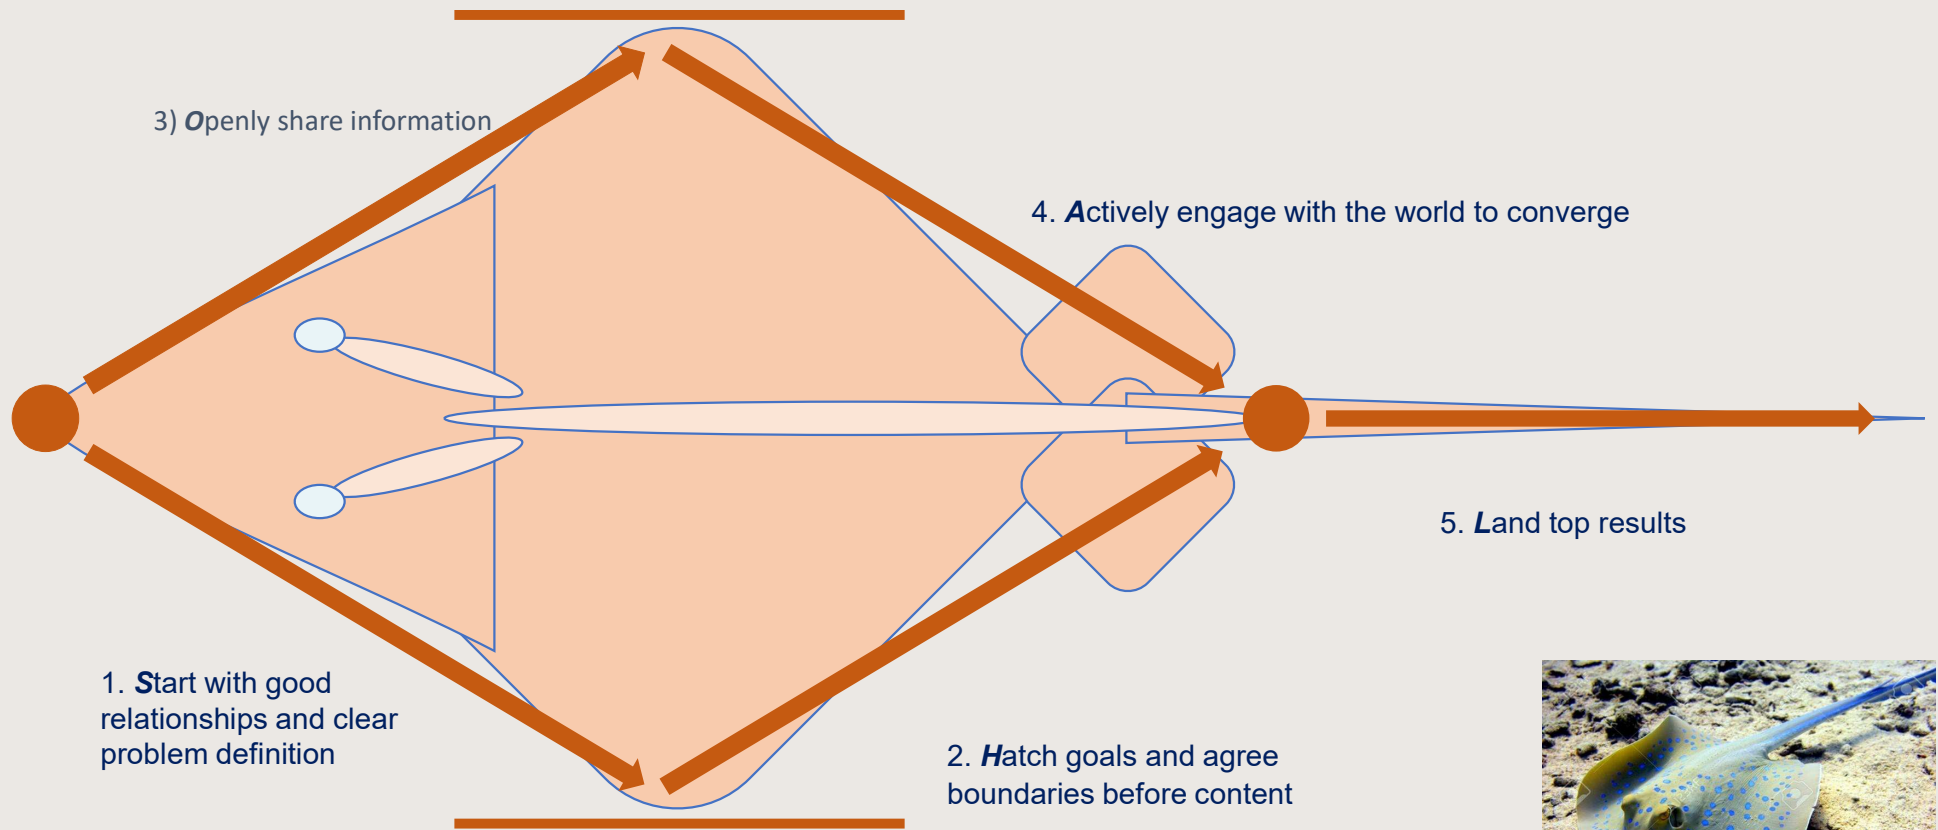 3) Openly share information
4. Actively engage with the world to converge
5. Land top results
1. Start with good
relationships and clear
problem definition
2. Hatch goals and agree
boundaries before content